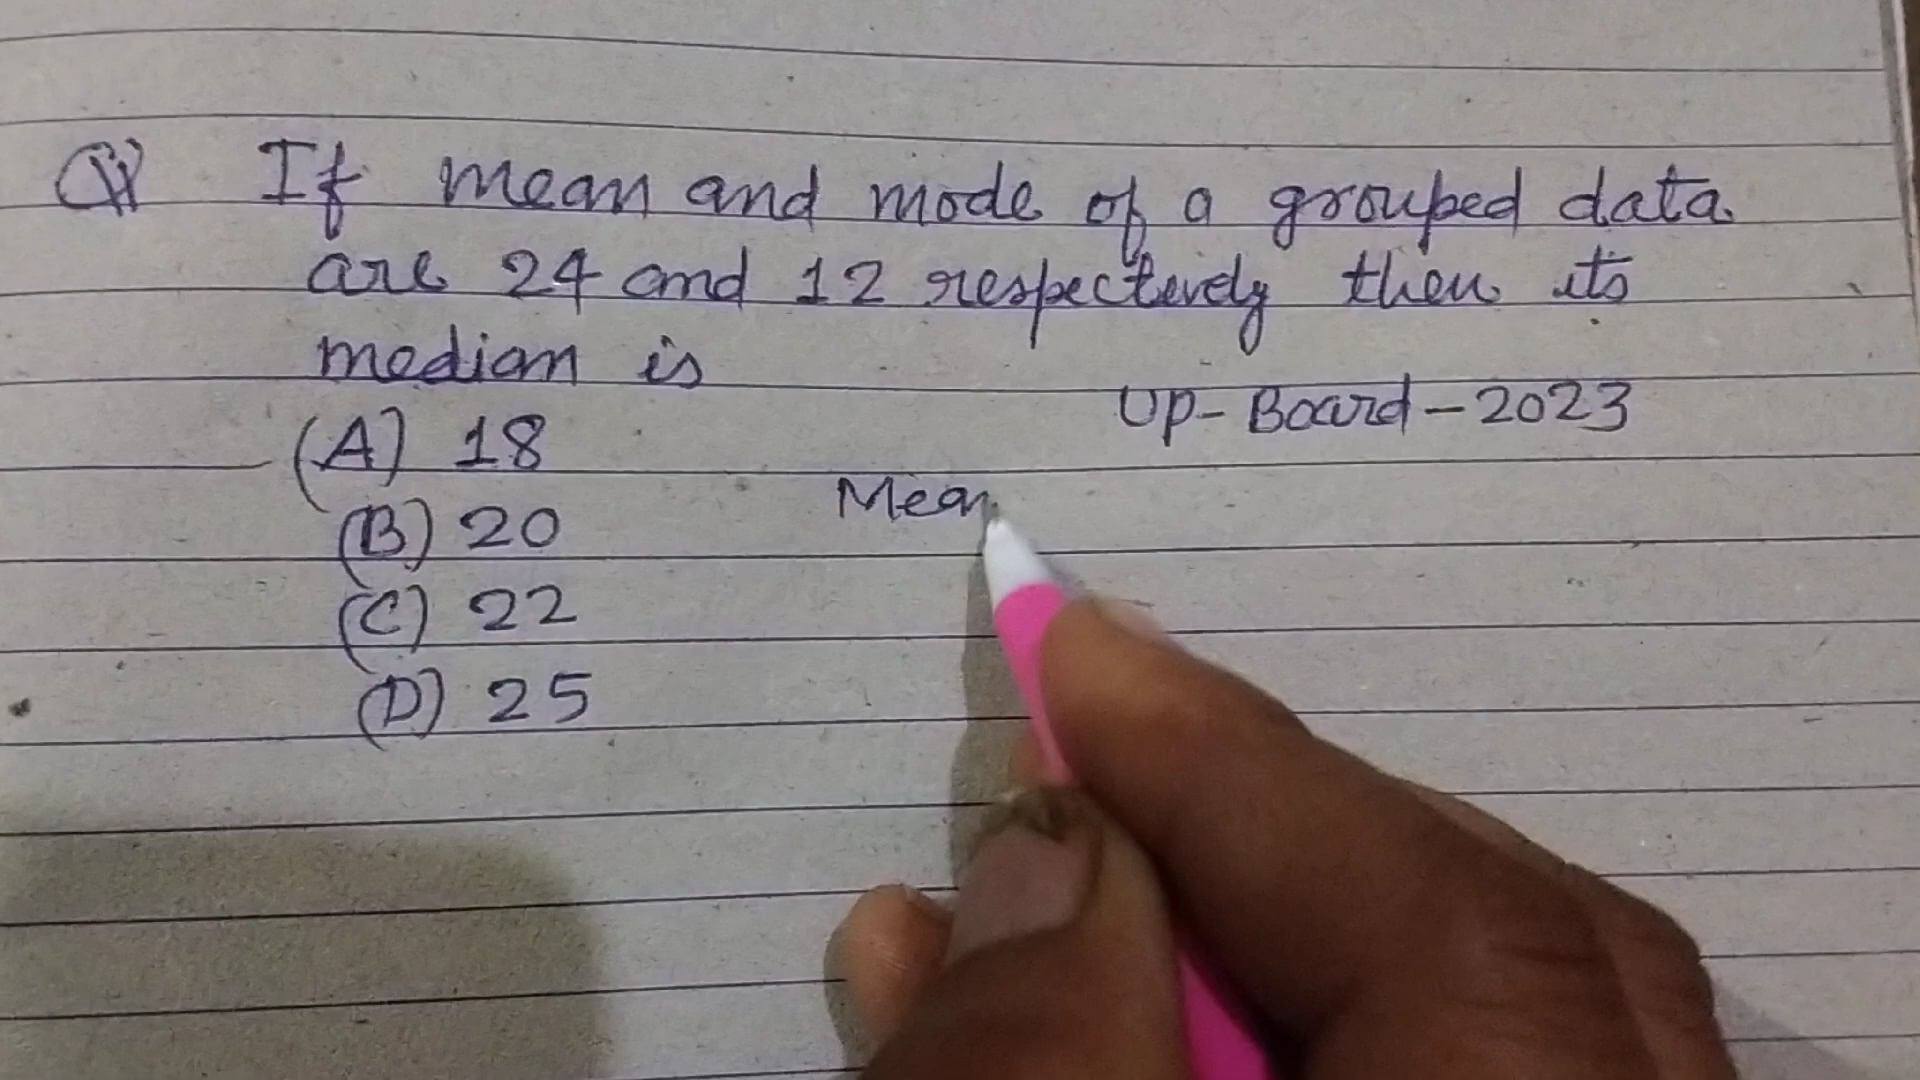 Q. If mean and mode of a grouped data
are 24 and 12 respectively then its
median is
Up-Board-2023
(A) 18
Mean
(B) 20
(C) 22
(D) 25